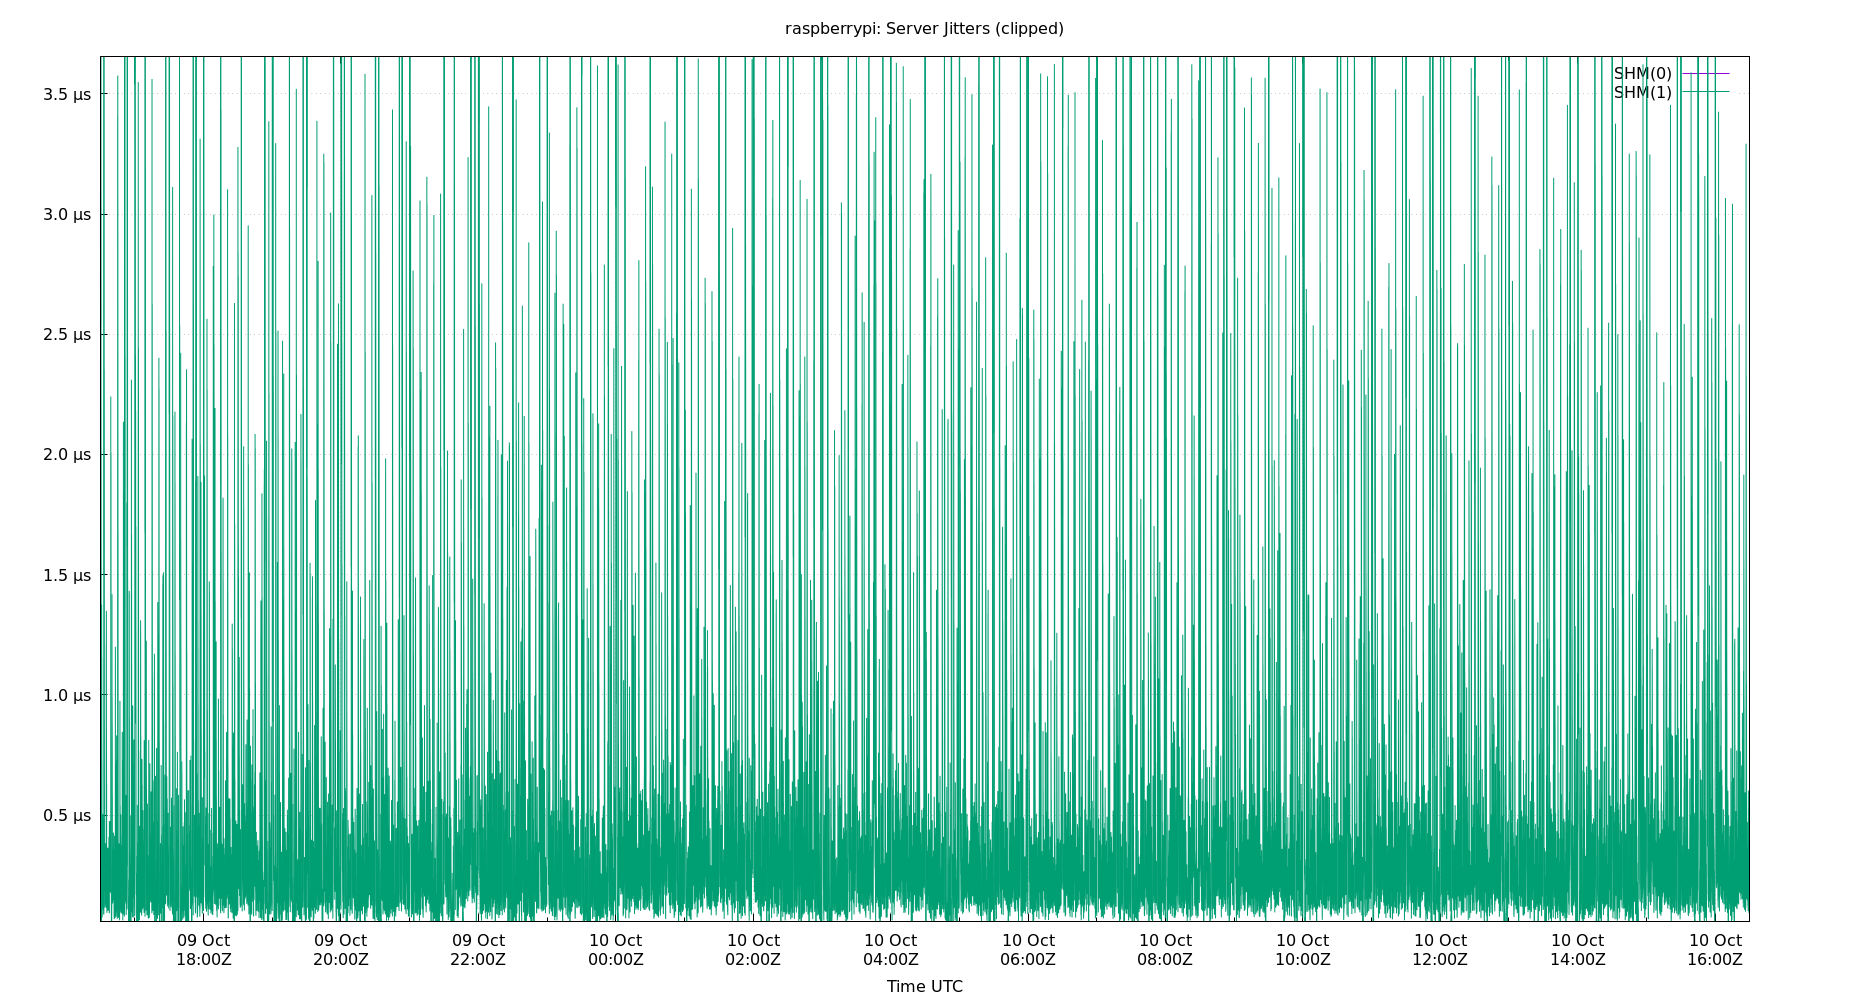 raspberrypi: Server Jitters (clipped)
SHM(0)
SHM(1)
3.5 µs
3.0 µs
2.5 µs
2.0 µs
1.5 µs
1.0 µs
0.5 µs
09 Oct 09 Oct 09 Oct 10 Oct 10 Oct 10 Oct 10 Oct 10 Oct 10 Oct 10 Oct 10 Oct 10 Oct
18:00Z 20:00Z 22:00Z 00:00Z 02:00Z 04:00Z 06:00Z 08:00Z 10:00Z 12:00Z 14:00Z 16:00Z
Time UTC